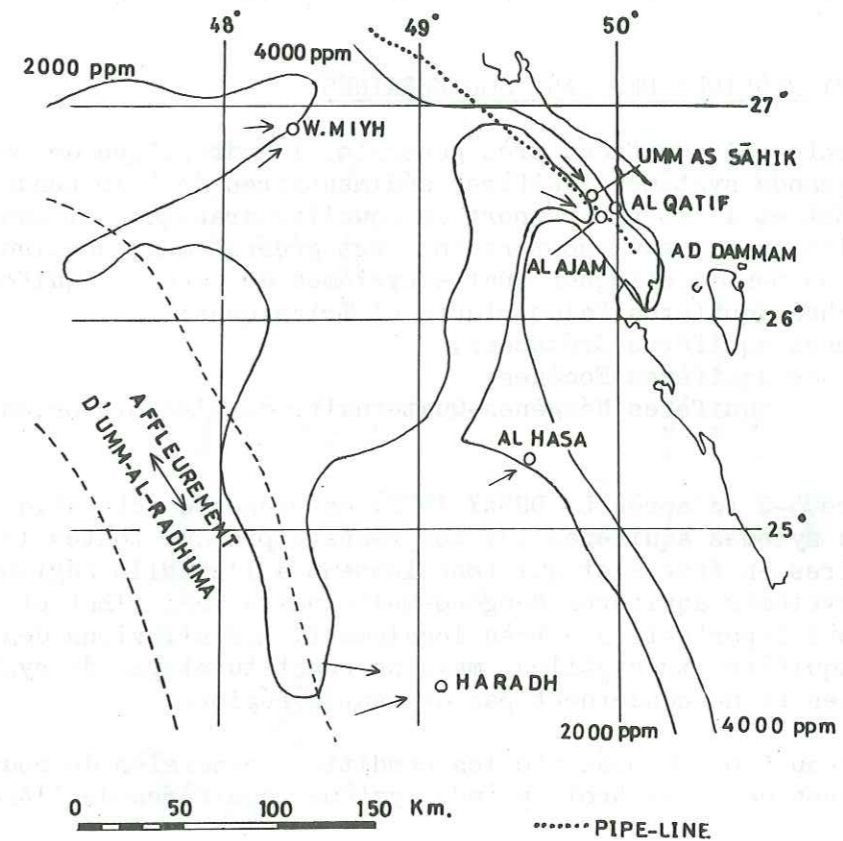 48°
49°
50°
2000 ppm
4000 ppm
27°
W.MIYH
UMM AS SĀHIK
AL QATIF
AL AJAM
AD DAMMAM
26°
AFFLEUREMENT
D'UMM-AL-RADHUMA
AL HASA
25°
HARADH
2000 ppm
4000 ppm
0 50 100 150 Km.
PIPE-LINE